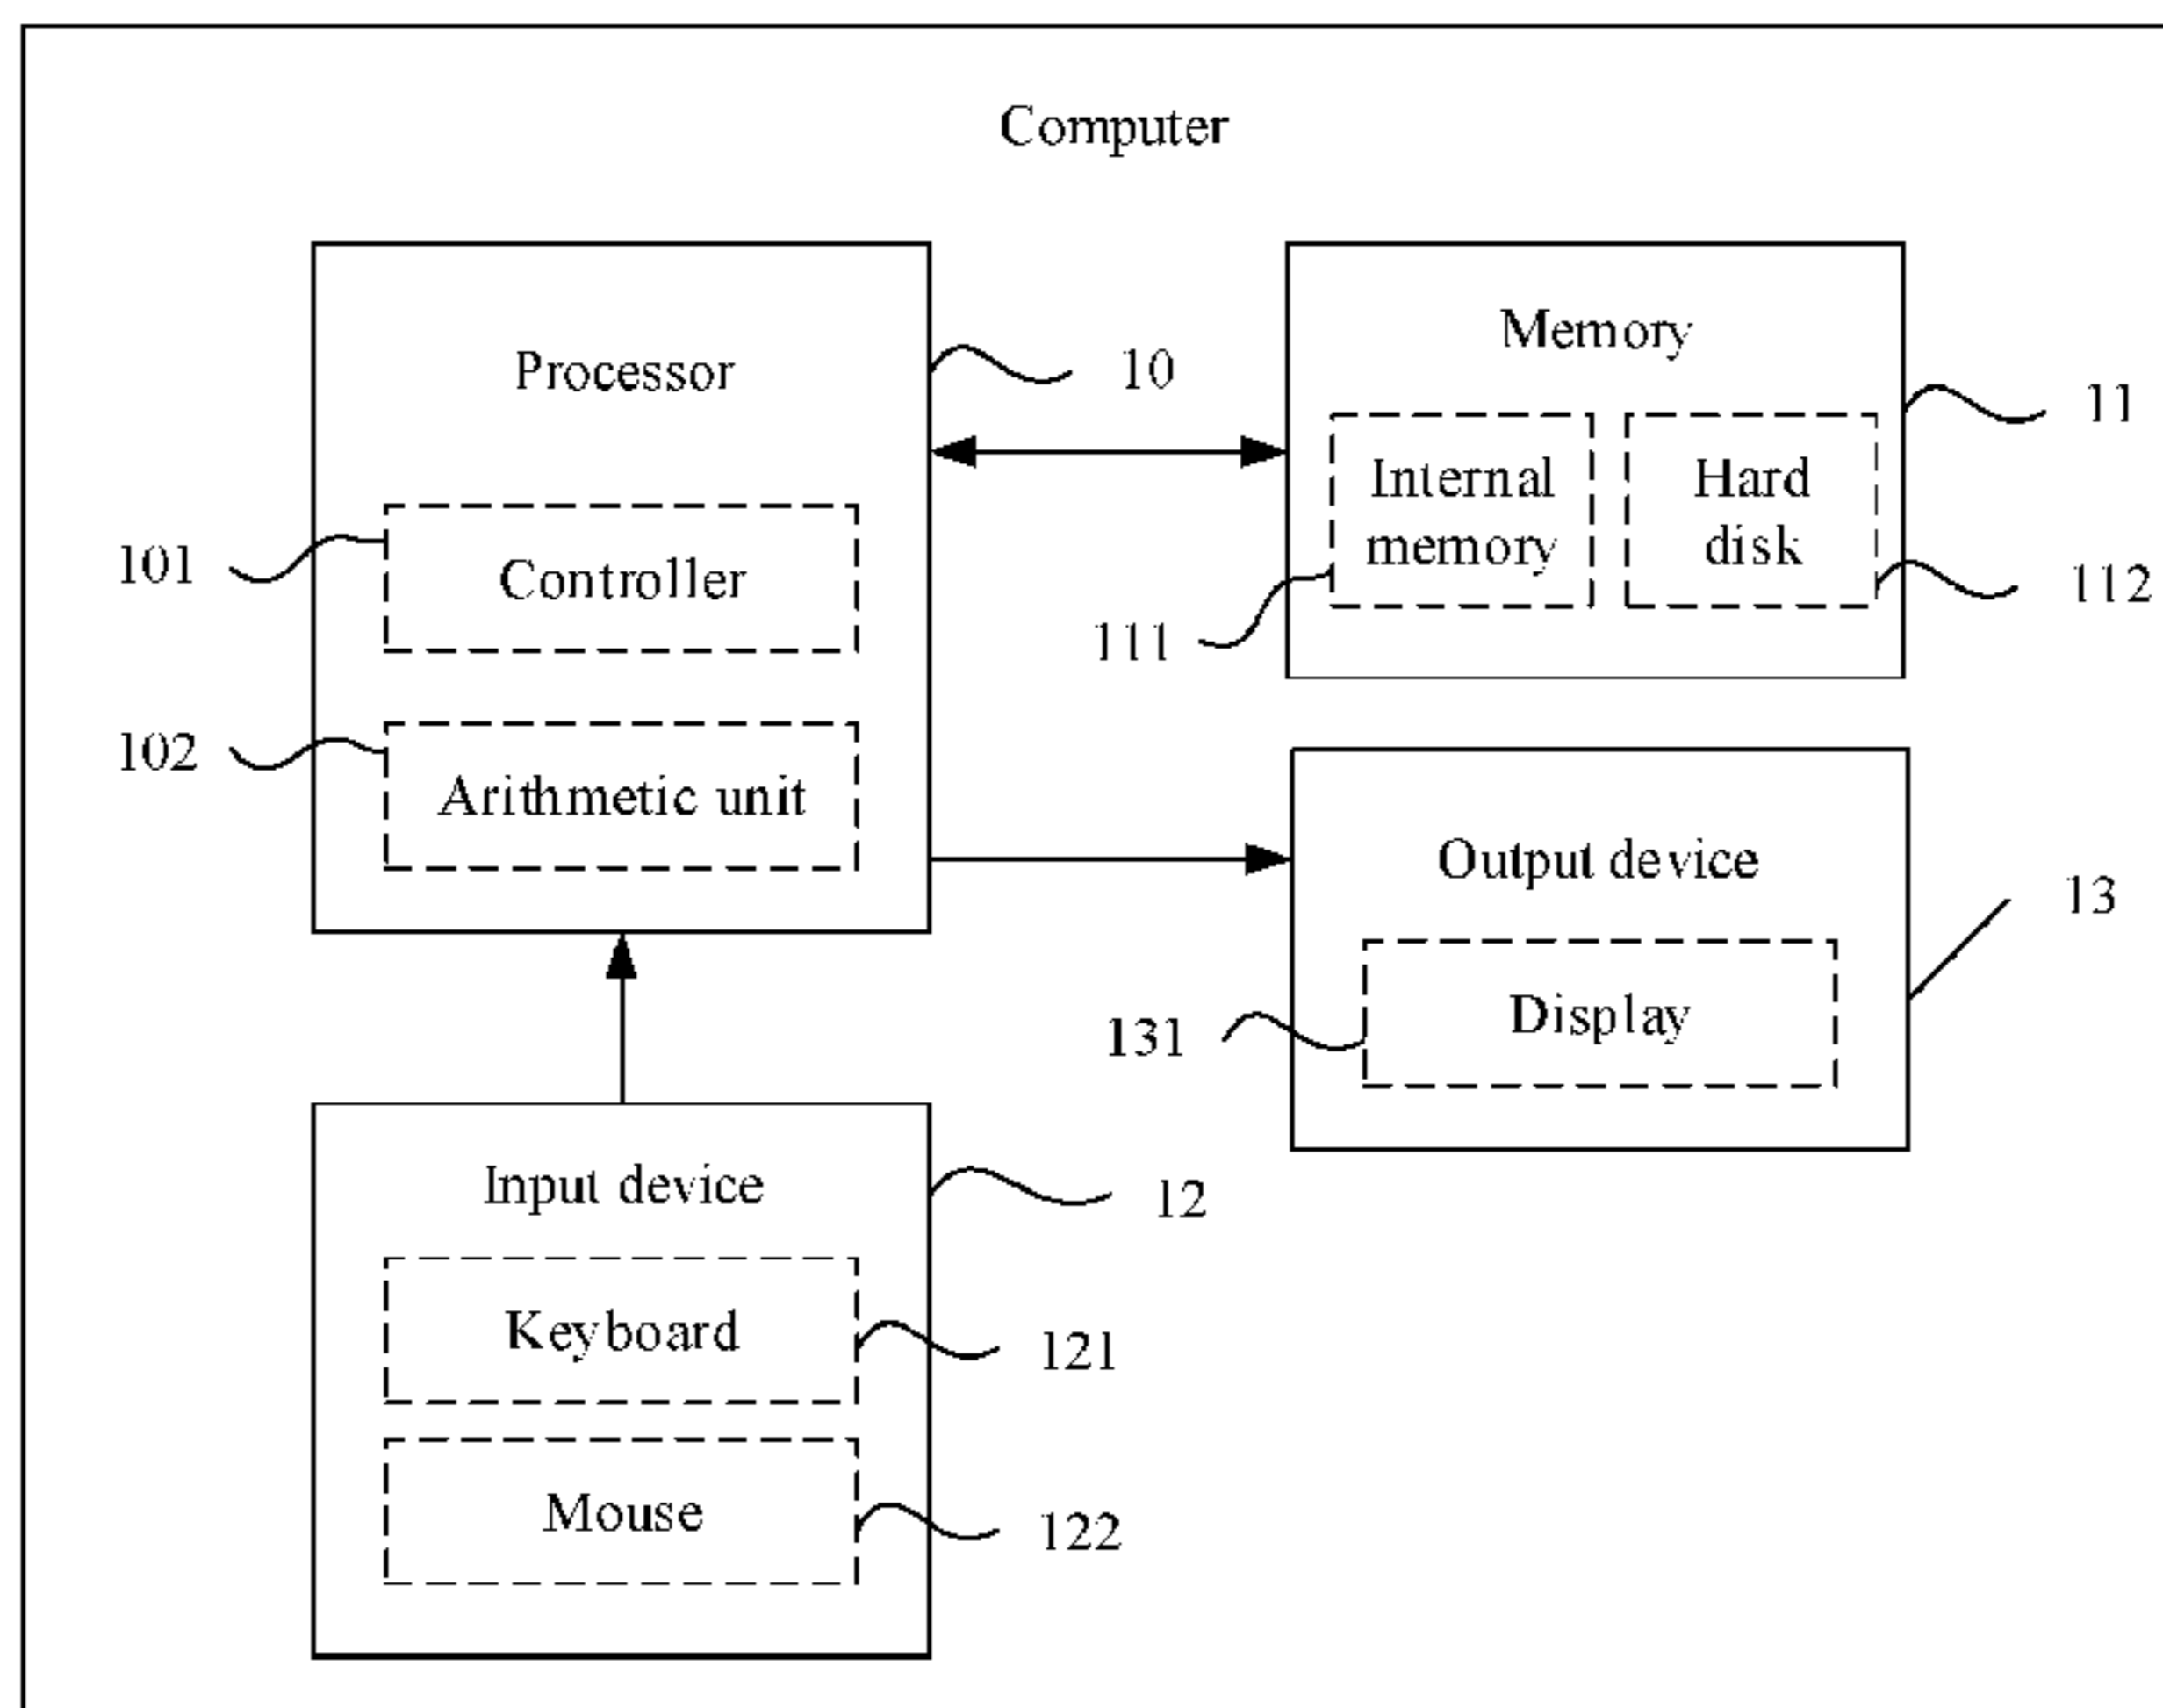 Computer
Processor
10
Controller
101
Arithmetic unit
102
Memory
11
Internal
memory
111
Hard
disk
112
Output device
13
Display
131
Input device
12
Keyboard
121
Mouse
122